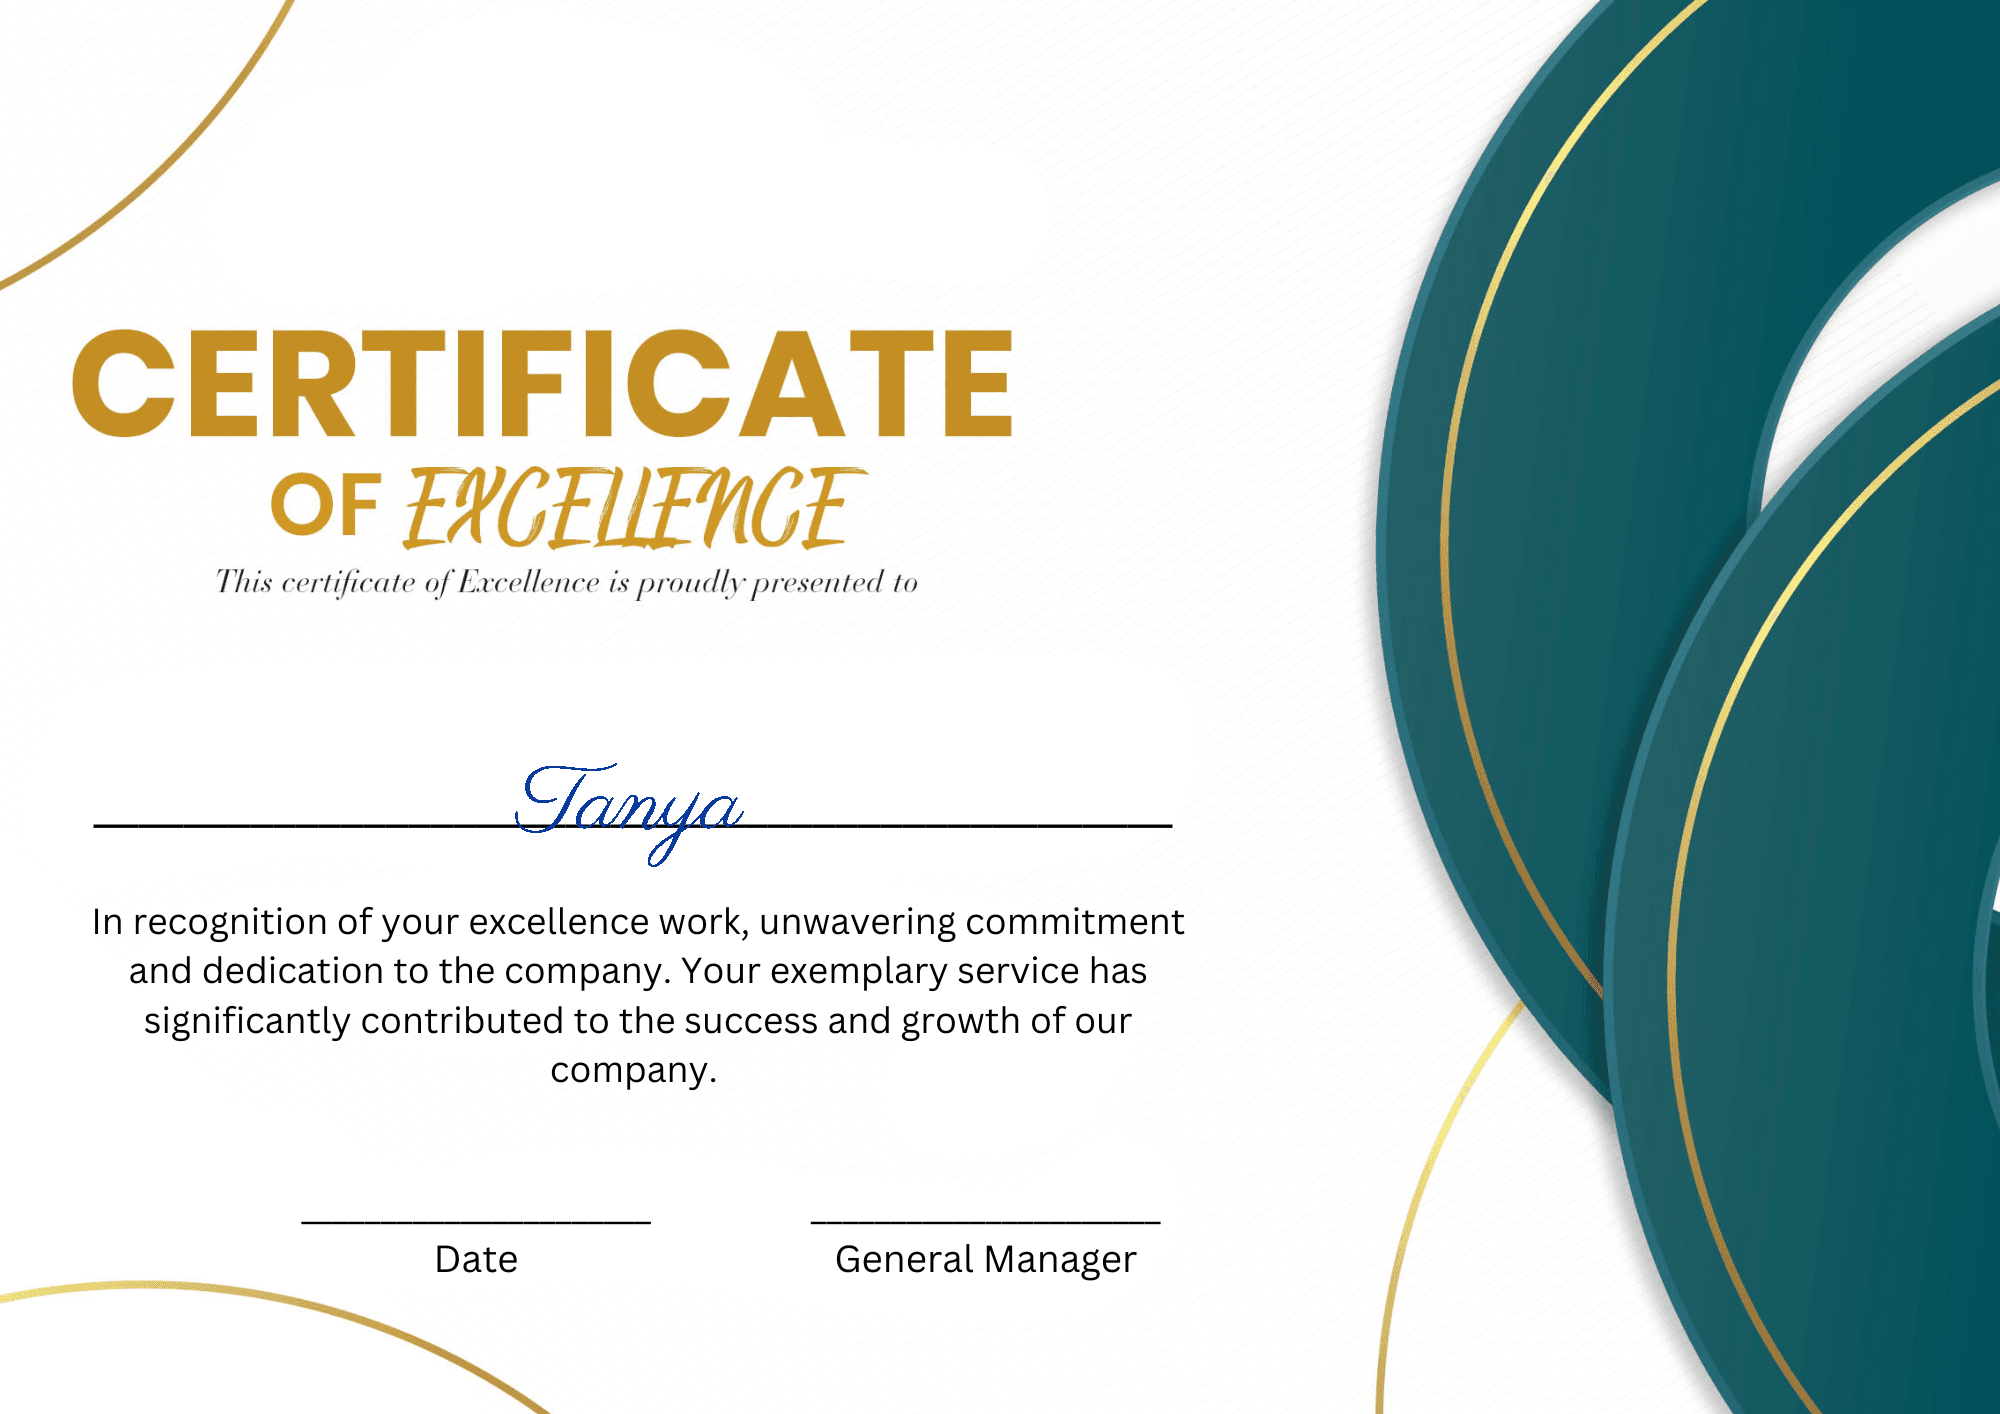 CERTIFICATE
OF EXCELLENCE
This certificate of Excellence is proudly presented to
Tanya
In recognition of your excellence work, unwavering commitment
and dedication to the company. Your exemplary service has
significantly contributed to the success and growth of our
company.
Date
General Manager